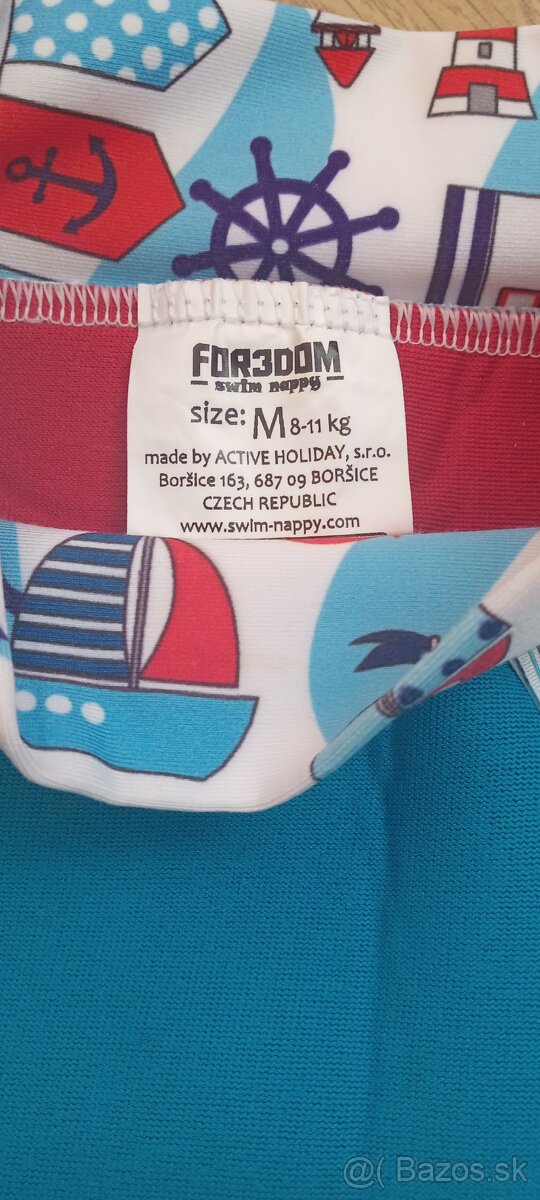 FOR3DOM
swim nappy
size: M 8-11 kg
made by ACTIVE HOLIDAY, s.r.o.
Boršice 163, 687 09 BORŠICE
CZECH REPUBLIC
www.swim-nappy.com
@( Bazos.sk